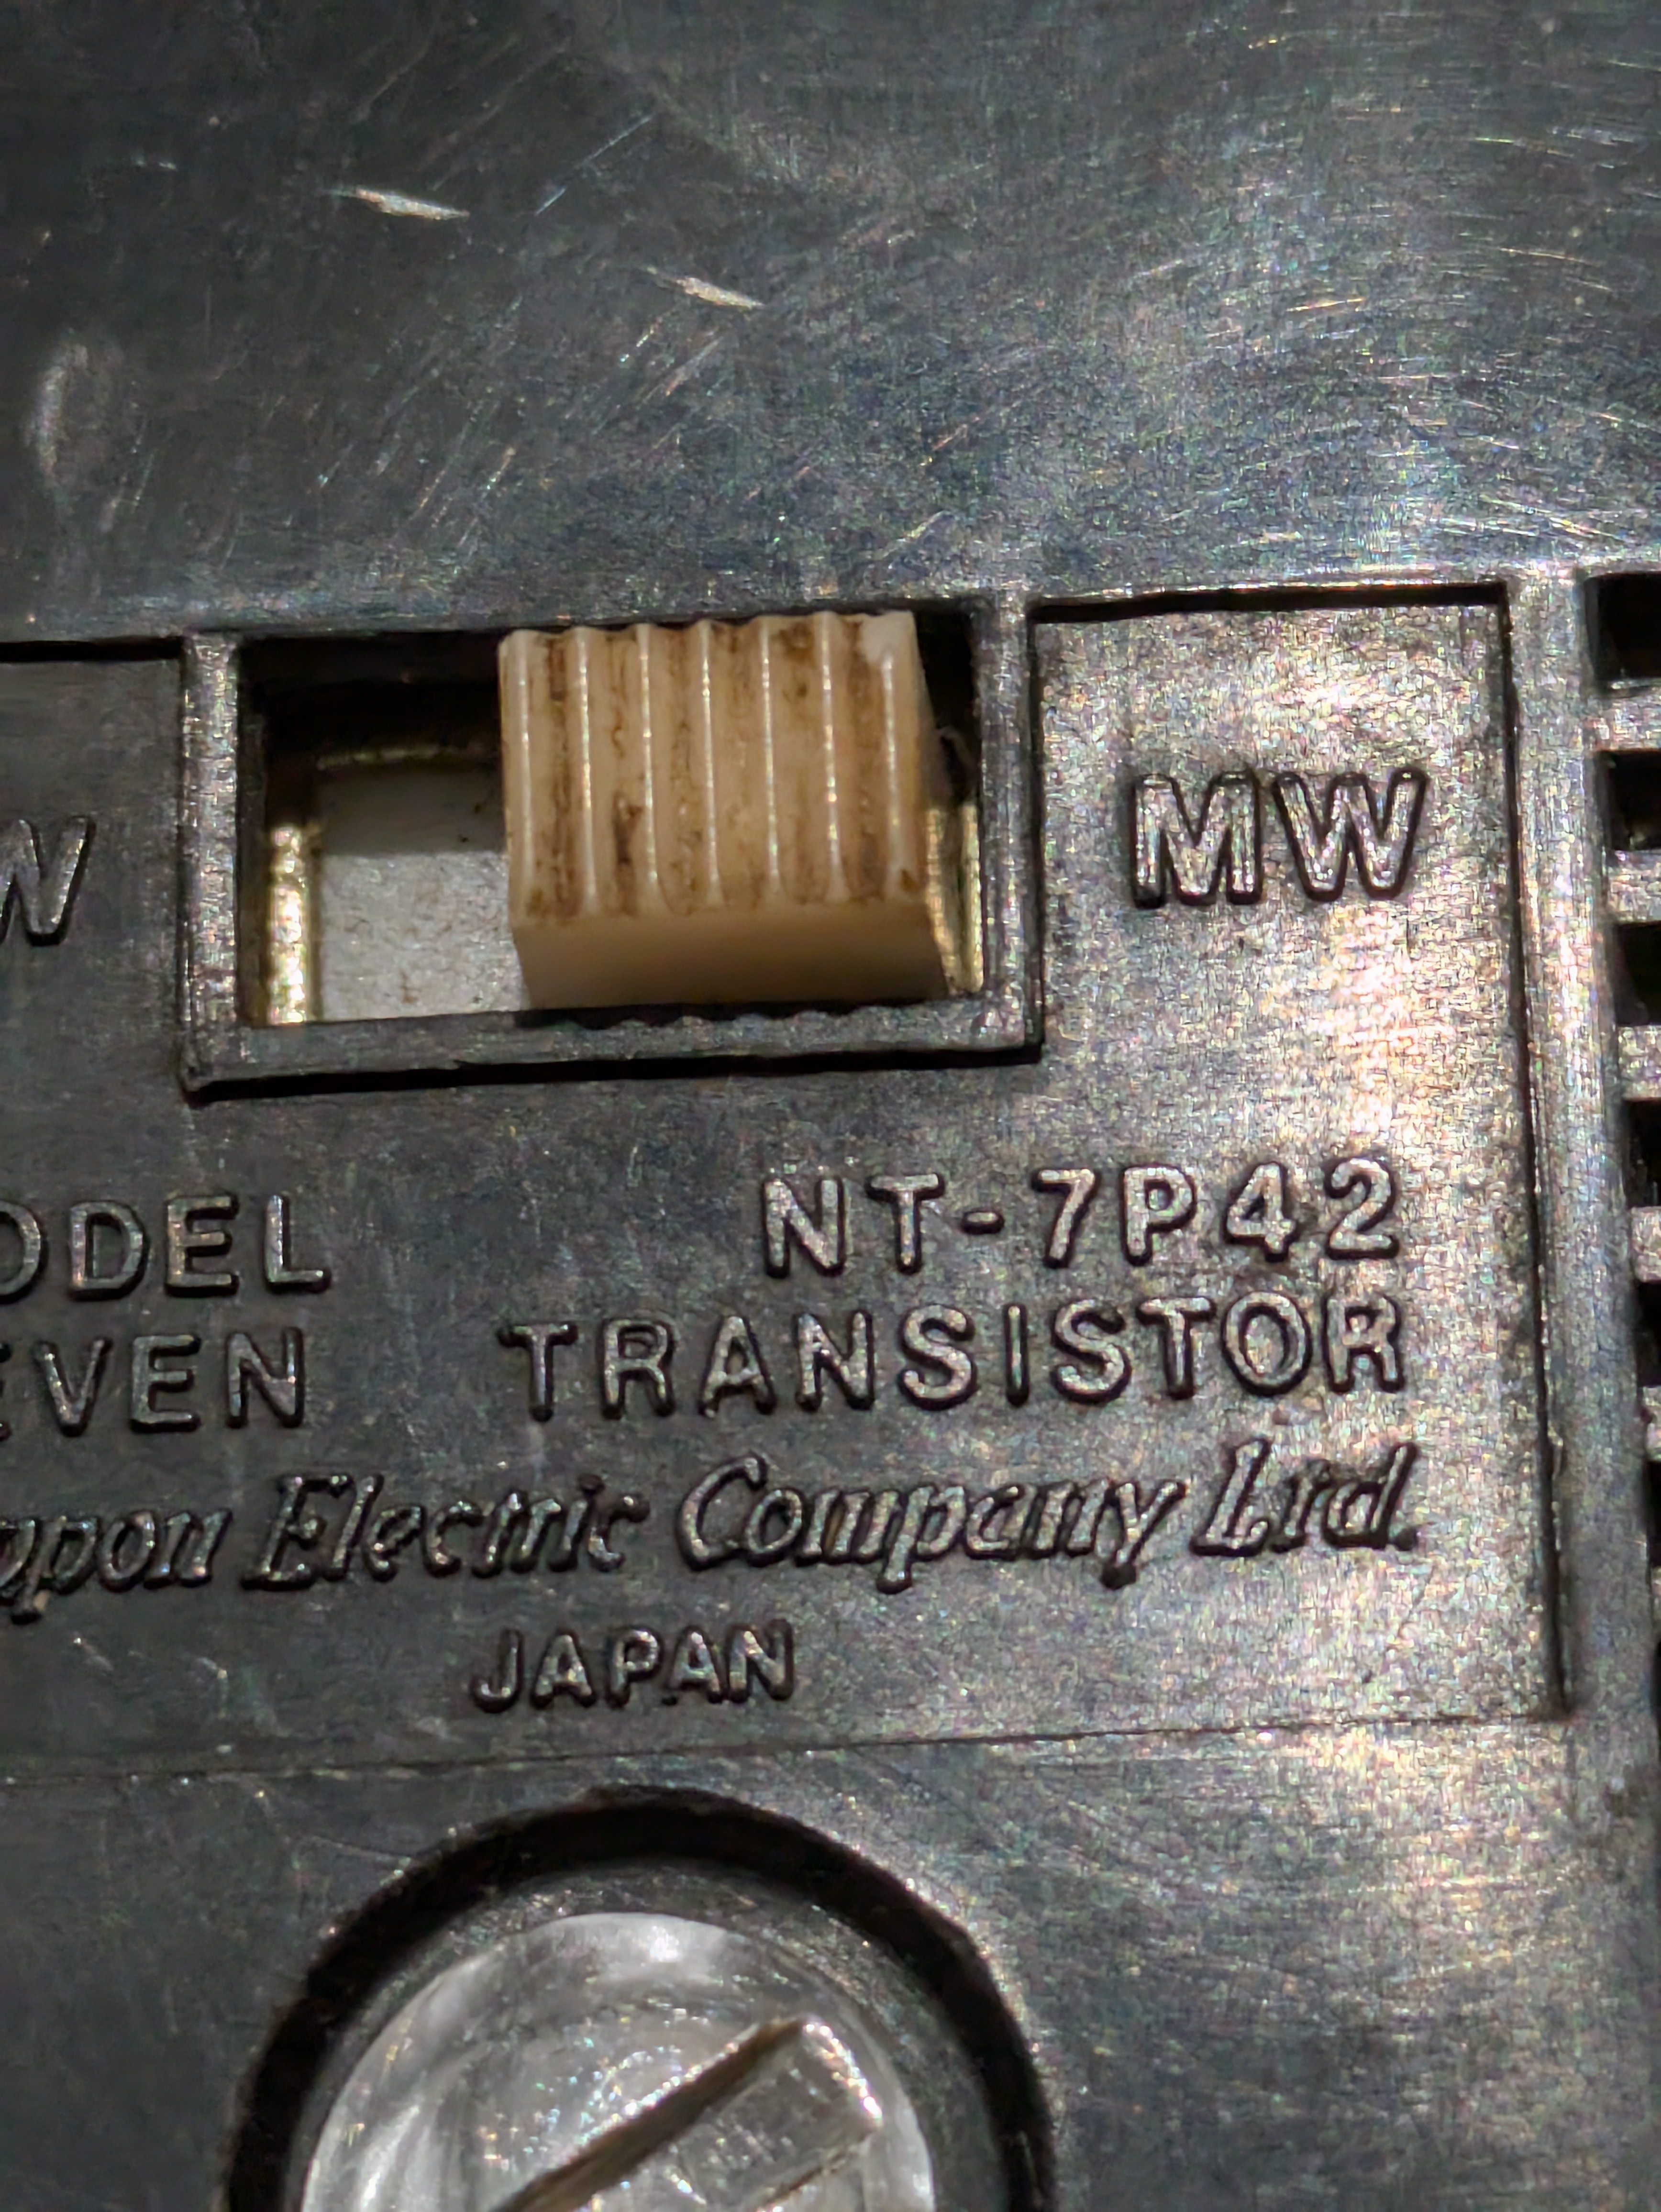 W MW
ODEL NT-7P42
EVEN TRANSISTOR
ppon Electric Company Ltd.
JAPAN